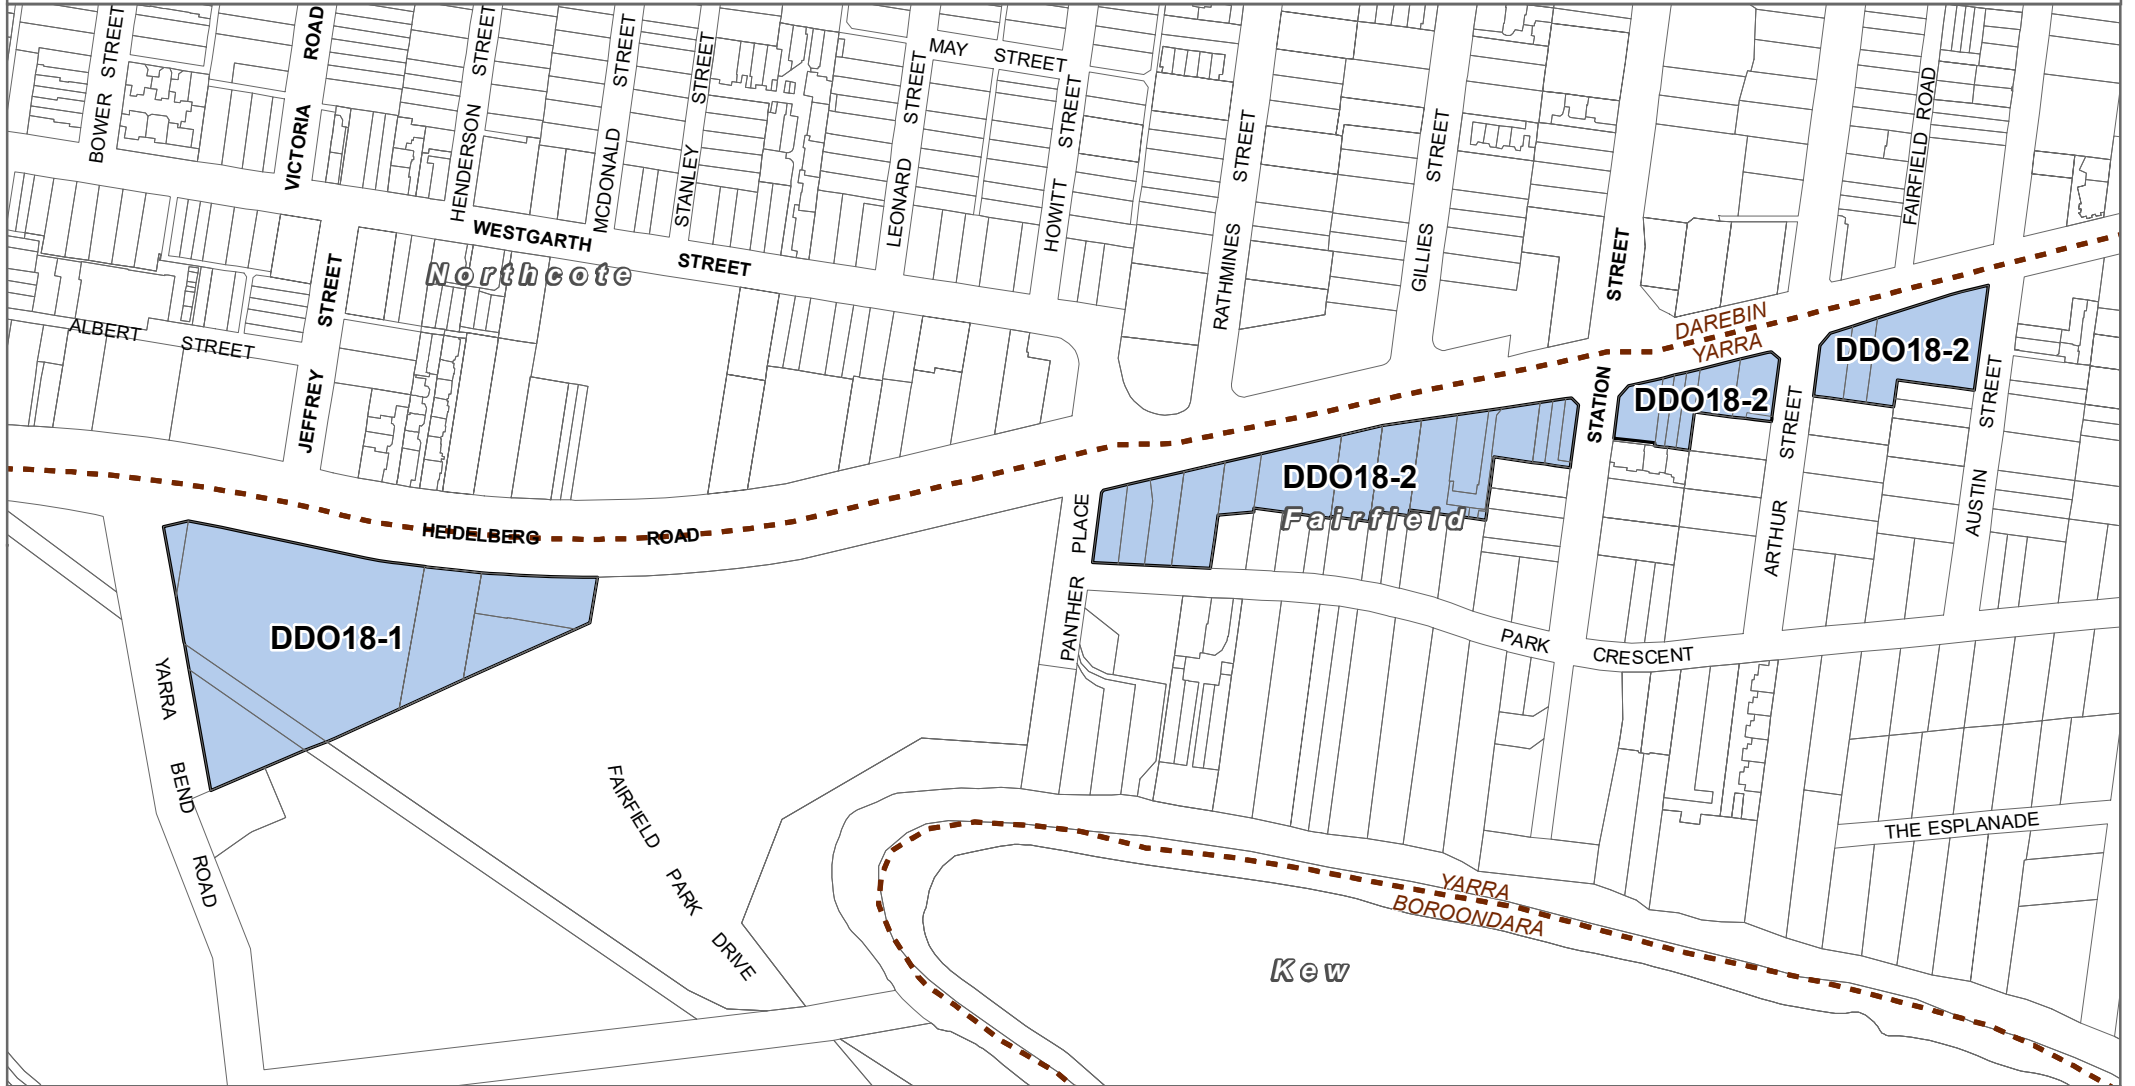 BOWER STREET
VICTORIA ROAD
HENDERSON STREET
MCDONALD STREET
STANLEY STREET
LEONARD STREET
MAY STREET
HOWITT STREET
RATHMINES STREET
GILLIES STREET
STATION STREET
FAIRFIELD ROAD
WESTGARTH STREET
Northcote
ALBERT STREET
JEFFREY STREET
DAREBIN
YARRA
DDO18-2
DDO18-2
DDO18-2
Fairfield
HEIDELBERG ROAD
PANTHER PLACE
ARTHUR STREET
AUSTIN STREET
DDO18-1
PARK CRESCENT
YARRA BEND ROAD
FAIRFIELD PARK DRIVE
THE ESPLANADE
YARRA
BOROONDARA
Kew